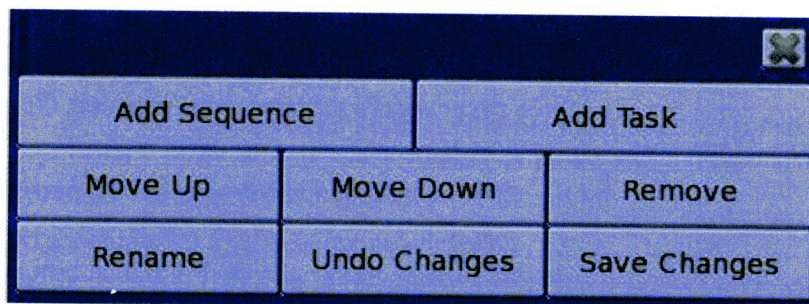 Add Sequence Add Task
Move Up Move Down Remove
Rename Undo Changes Save Changes